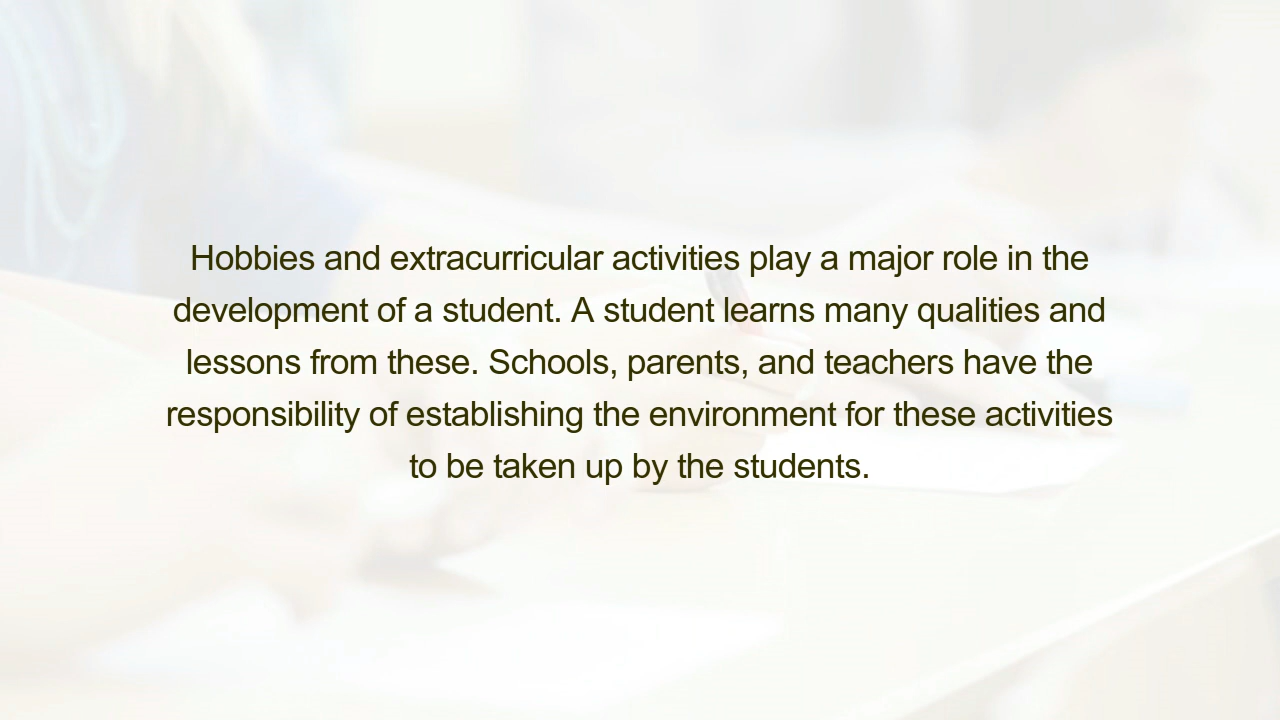 Hobbies and extracurricular activities play a major role in the
development of a student. A student learns many qualities and
lessons from these. Schools, parents, and teachers have the
responsibility of establishing the environment for these activities
to be taken up by the students.